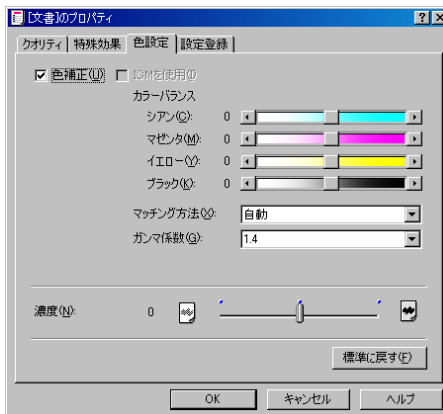 [文書]のプロパティ
クオリティ 特殊効果 色設定 設定登録
色補正(U) ICMを使用(I)
カラーバランス
シアン(C): 0
マゼンタ(M): 0
イエロー(Y): 0
ブラック(K): 0
マッチング方法(X): 自動
ガンマ係数(G): 1.4
濃度(N): 0
標準に戻す(F)
OK キャンセル ヘルプ